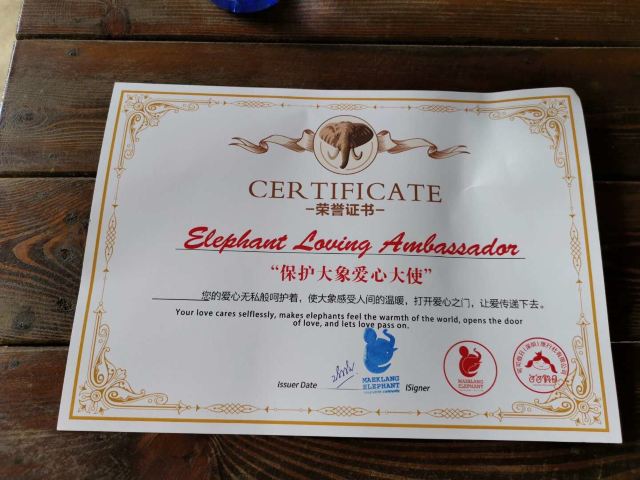 CERTIFICATE
荣誉证书
Elephant Loving Ambassador
“保护大象爱心大使”
您的爱心无私般呵护着，使大象感受人间的温暖，打开爱心之门，让爱传递下去。
Your love cares selflessly, makes elephants feel the warmth of the world, opens the door
of love, and lets love pass on.
Issuer Date
MAEKLANG
ELEPHANT
ISigner
MAEKLANG
ELEPHANT